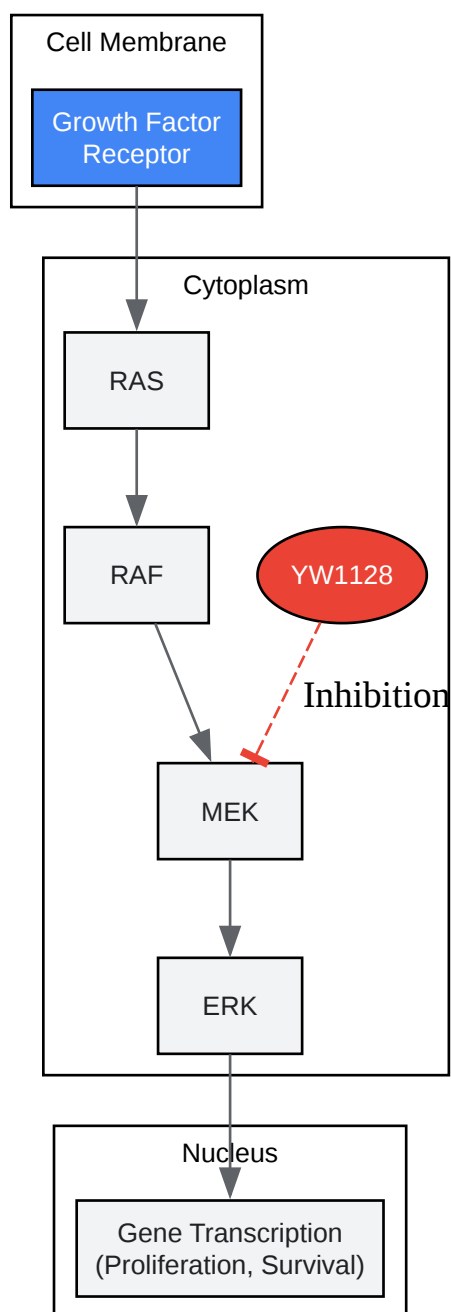 Cell Membrane
Growth Factor
Receptor
Cytoplasm
RAS
RAF
YW1128
Inhibition
MEK
ERK
Nucleus
Gene Transcription
(Proliferation, Survival)